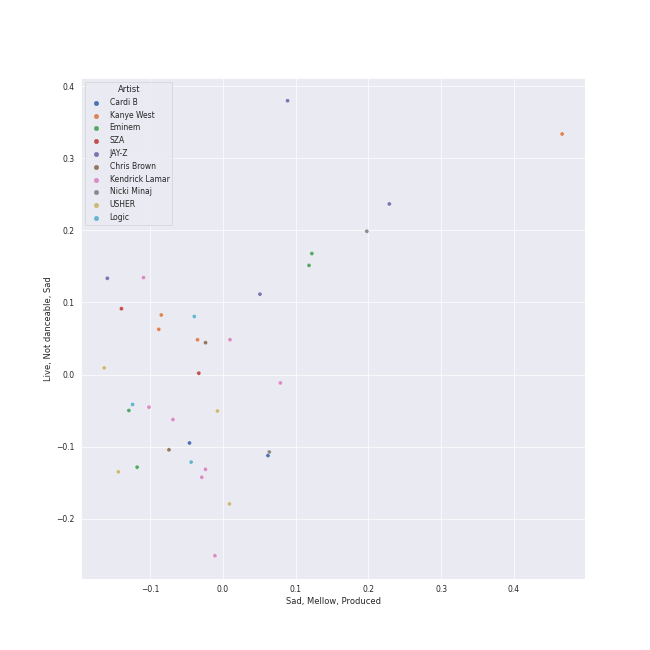 0.4
0.3
0.2
0.1
0.0
−0.1
−0.2
Live, Not danceable, Sad
Artist
Cardi B
Kanye West
Eminem
SZA
JAY-Z
Chris Brown
Kendrick Lamar
Nicki Minaj
USHER
Logic
−0.1 0.0 0.1 0.2 0.3 0.4
Sad, Mellow, Produced